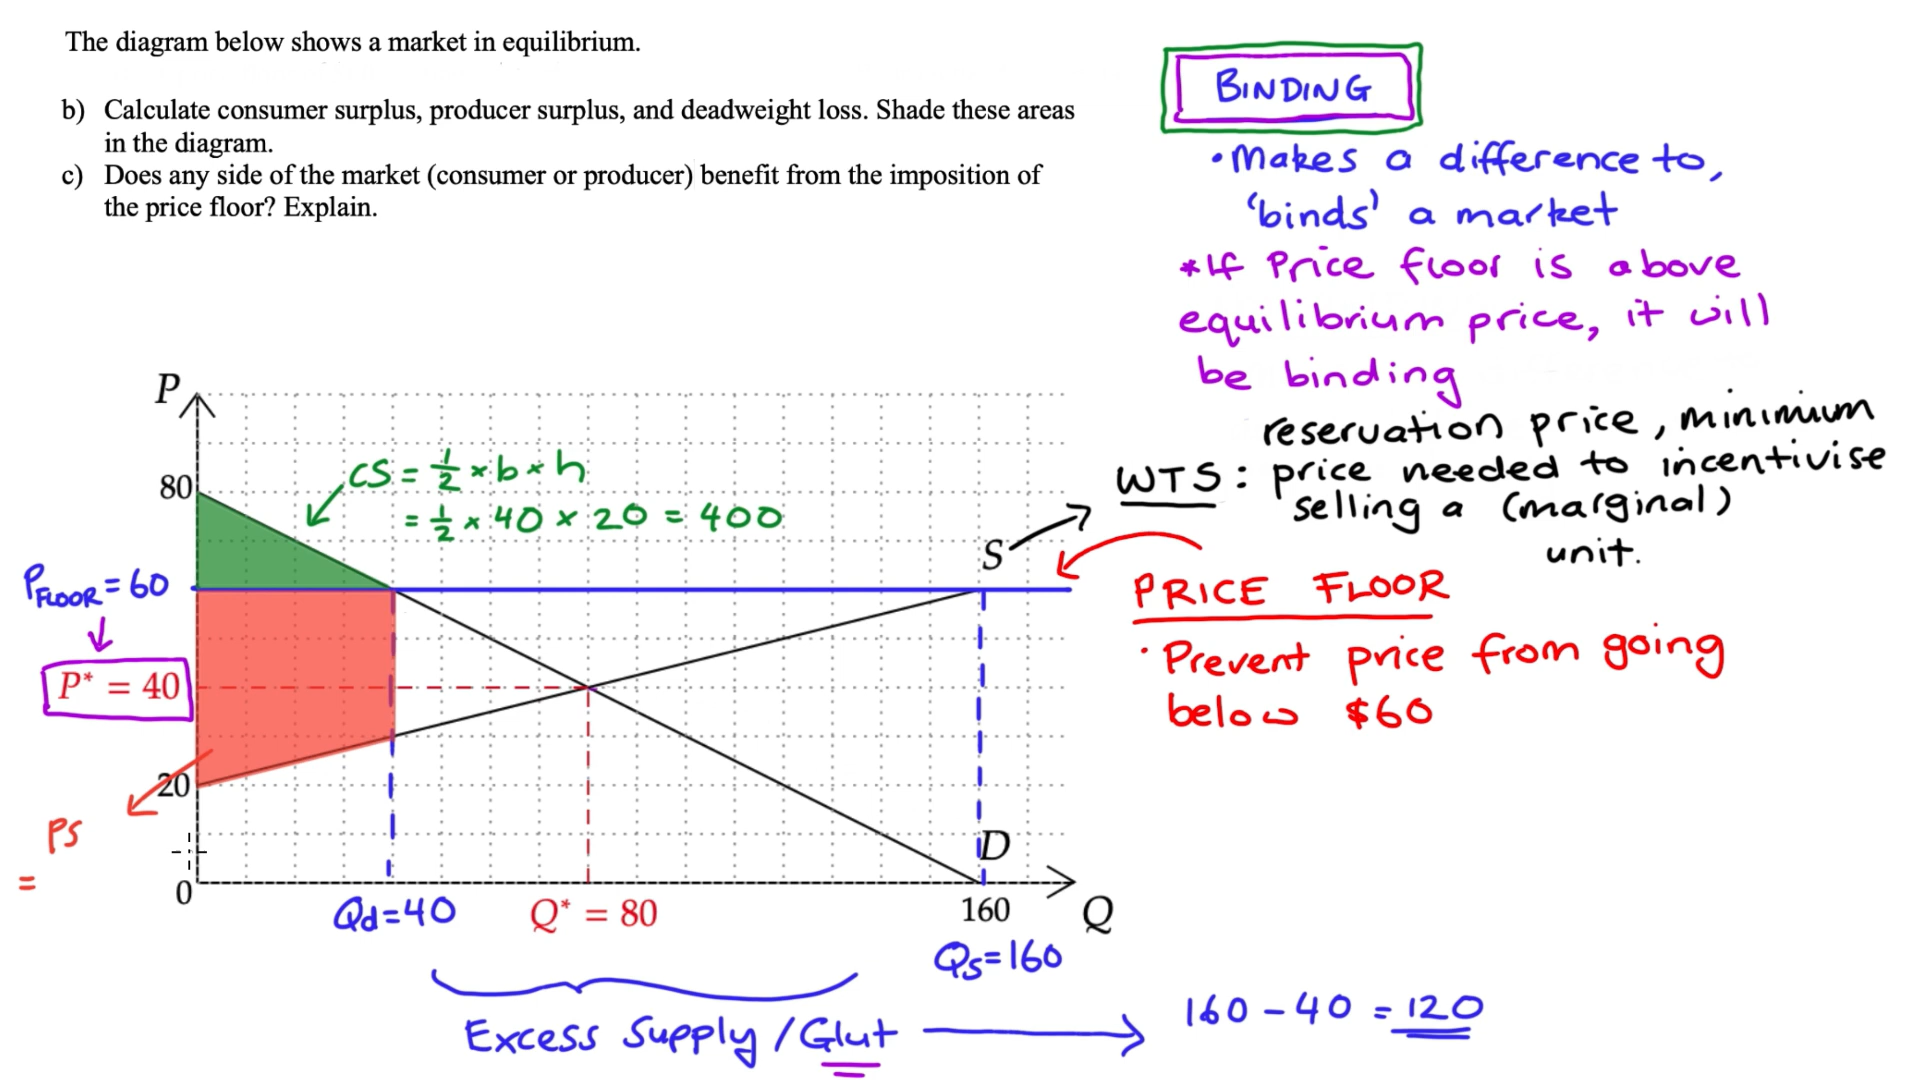 The diagram below shows a market in equilibrium.
b) Calculate consumer surplus, producer surplus, and deadweight loss. Shade these areas
in the diagram.
c) Does any side of the market (consumer or producer) benefit from the imposition of
the price floor? Explain.
BINDING
• Makes a difference to,
'binds' a market
*If Price floor is above
equilibrium price, it will
be binding
reservation price, minimum
WTS: price needed to incentivise
selling a (marginal)
unit.
PRICE FLOOR
• Prevent price from going
below $60
P
80
CS = 1/2 × b × h
= 1/2 × 40 × 20 = 400
S
PFLOOR = 60
P* = 40
20
PS
=
D
0
Qd=40
Q* = 80
160
Q
Qs=160
Excess Supply / Glut
160 - 40 = 120